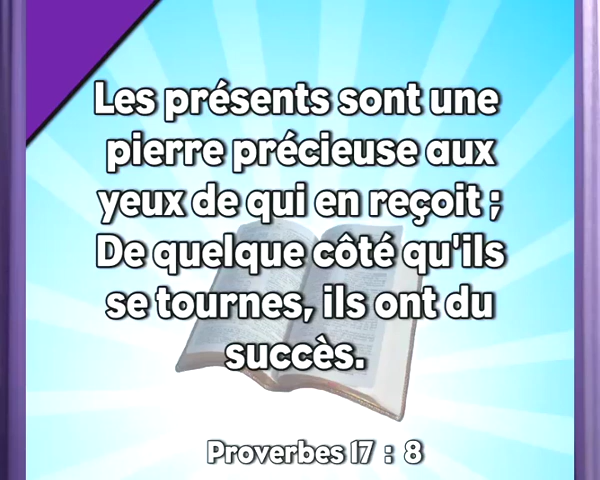 Les présents sont une
pierre précieuse aux
yeux de qui en reçoit ;
De quelque côté qu'ils
se tournes, ils ont du
succès.
Proverbes 17 : 8